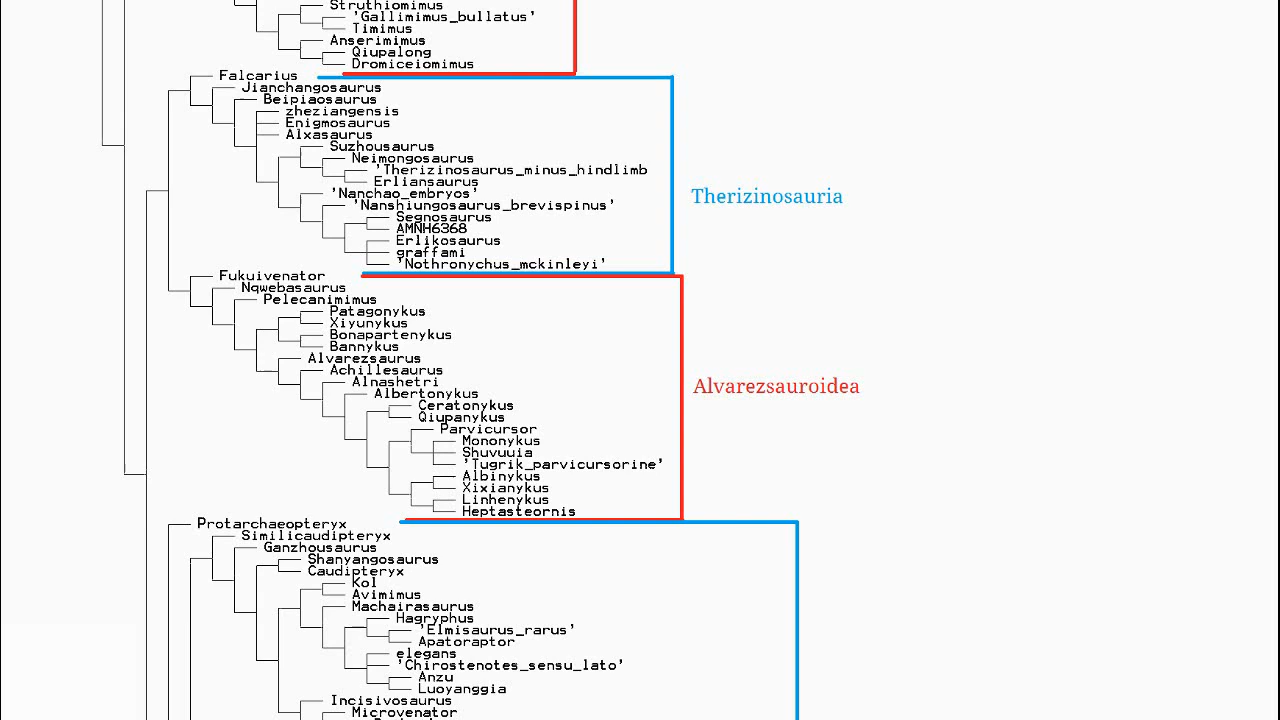 Struthiomimus
'Gallimimus_bullatus'
Timimus
Anserimimus
Qiupalong
Dromiceiomimus
Falcarius
Jianchangosaurus
Beipiaosaurus
zheziangensis
Enigmosaurus
Alxasaurus
Suzhousaurus
Neimongosaurus
'Therizinosaurus_minus_hindlimb
Erliansaurus
'Nanchao_embryos'
Therizinosauria
'Nanshiungosaurus_brevispinus'
Segnosaurus
AMNH6368
Erlikosaurus
graffami
'Nothronychus_mckinleyi'
Fukuivenator
Nqwebasaurus
Pelecanimimus
Patagonykus
Xiyunykus
Bonapartenykus
Bannykus
Alvarezsaurus
Achillesaurus
Alnashetri
Alvarezsauroidea
Albertonykus
Ceratonykus
Qiupanykus
Parvicursor
Mononykus
Shuvuuia
'Tugrik_parvicursorine'
Albinykus
Xixianykus
Linhenykus
Heptasteornis
Protarchaeopteryx
Similicaudipteryx
Ganzhousaurus
Shanyangosaurus
Caudipteryx
Kol
Avimimus
Machairasaurus
Hagryphus
'Elmisaurus_rarus'
Apatoraptor
elegans
'Chirostenotes_sensu_lato'
Anzu
Luoyanggia
Incisivosaurus
Microvenator